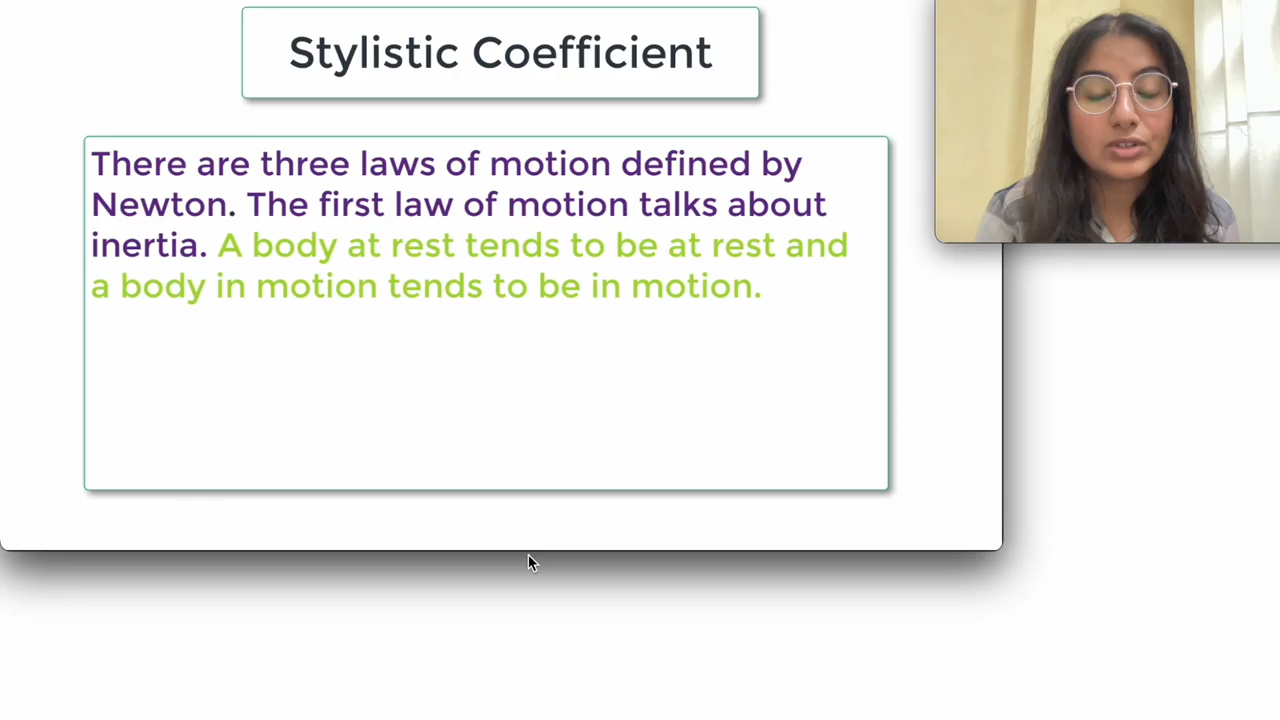 Stylistic Coefficient
There are three laws of motion defined by
Newton. The first law of motion talks about
inertia. A body at rest tends to be at rest and
a body in motion tends to be in motion.